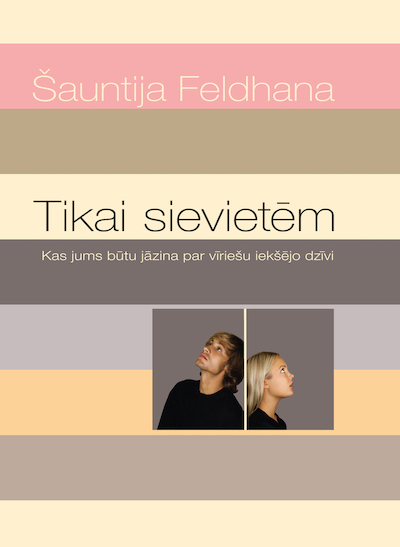 Šauntija Feldhana
Tikai sievietēm
Kas jums būtu jāzina par vīriešu iekšējo dzīvi